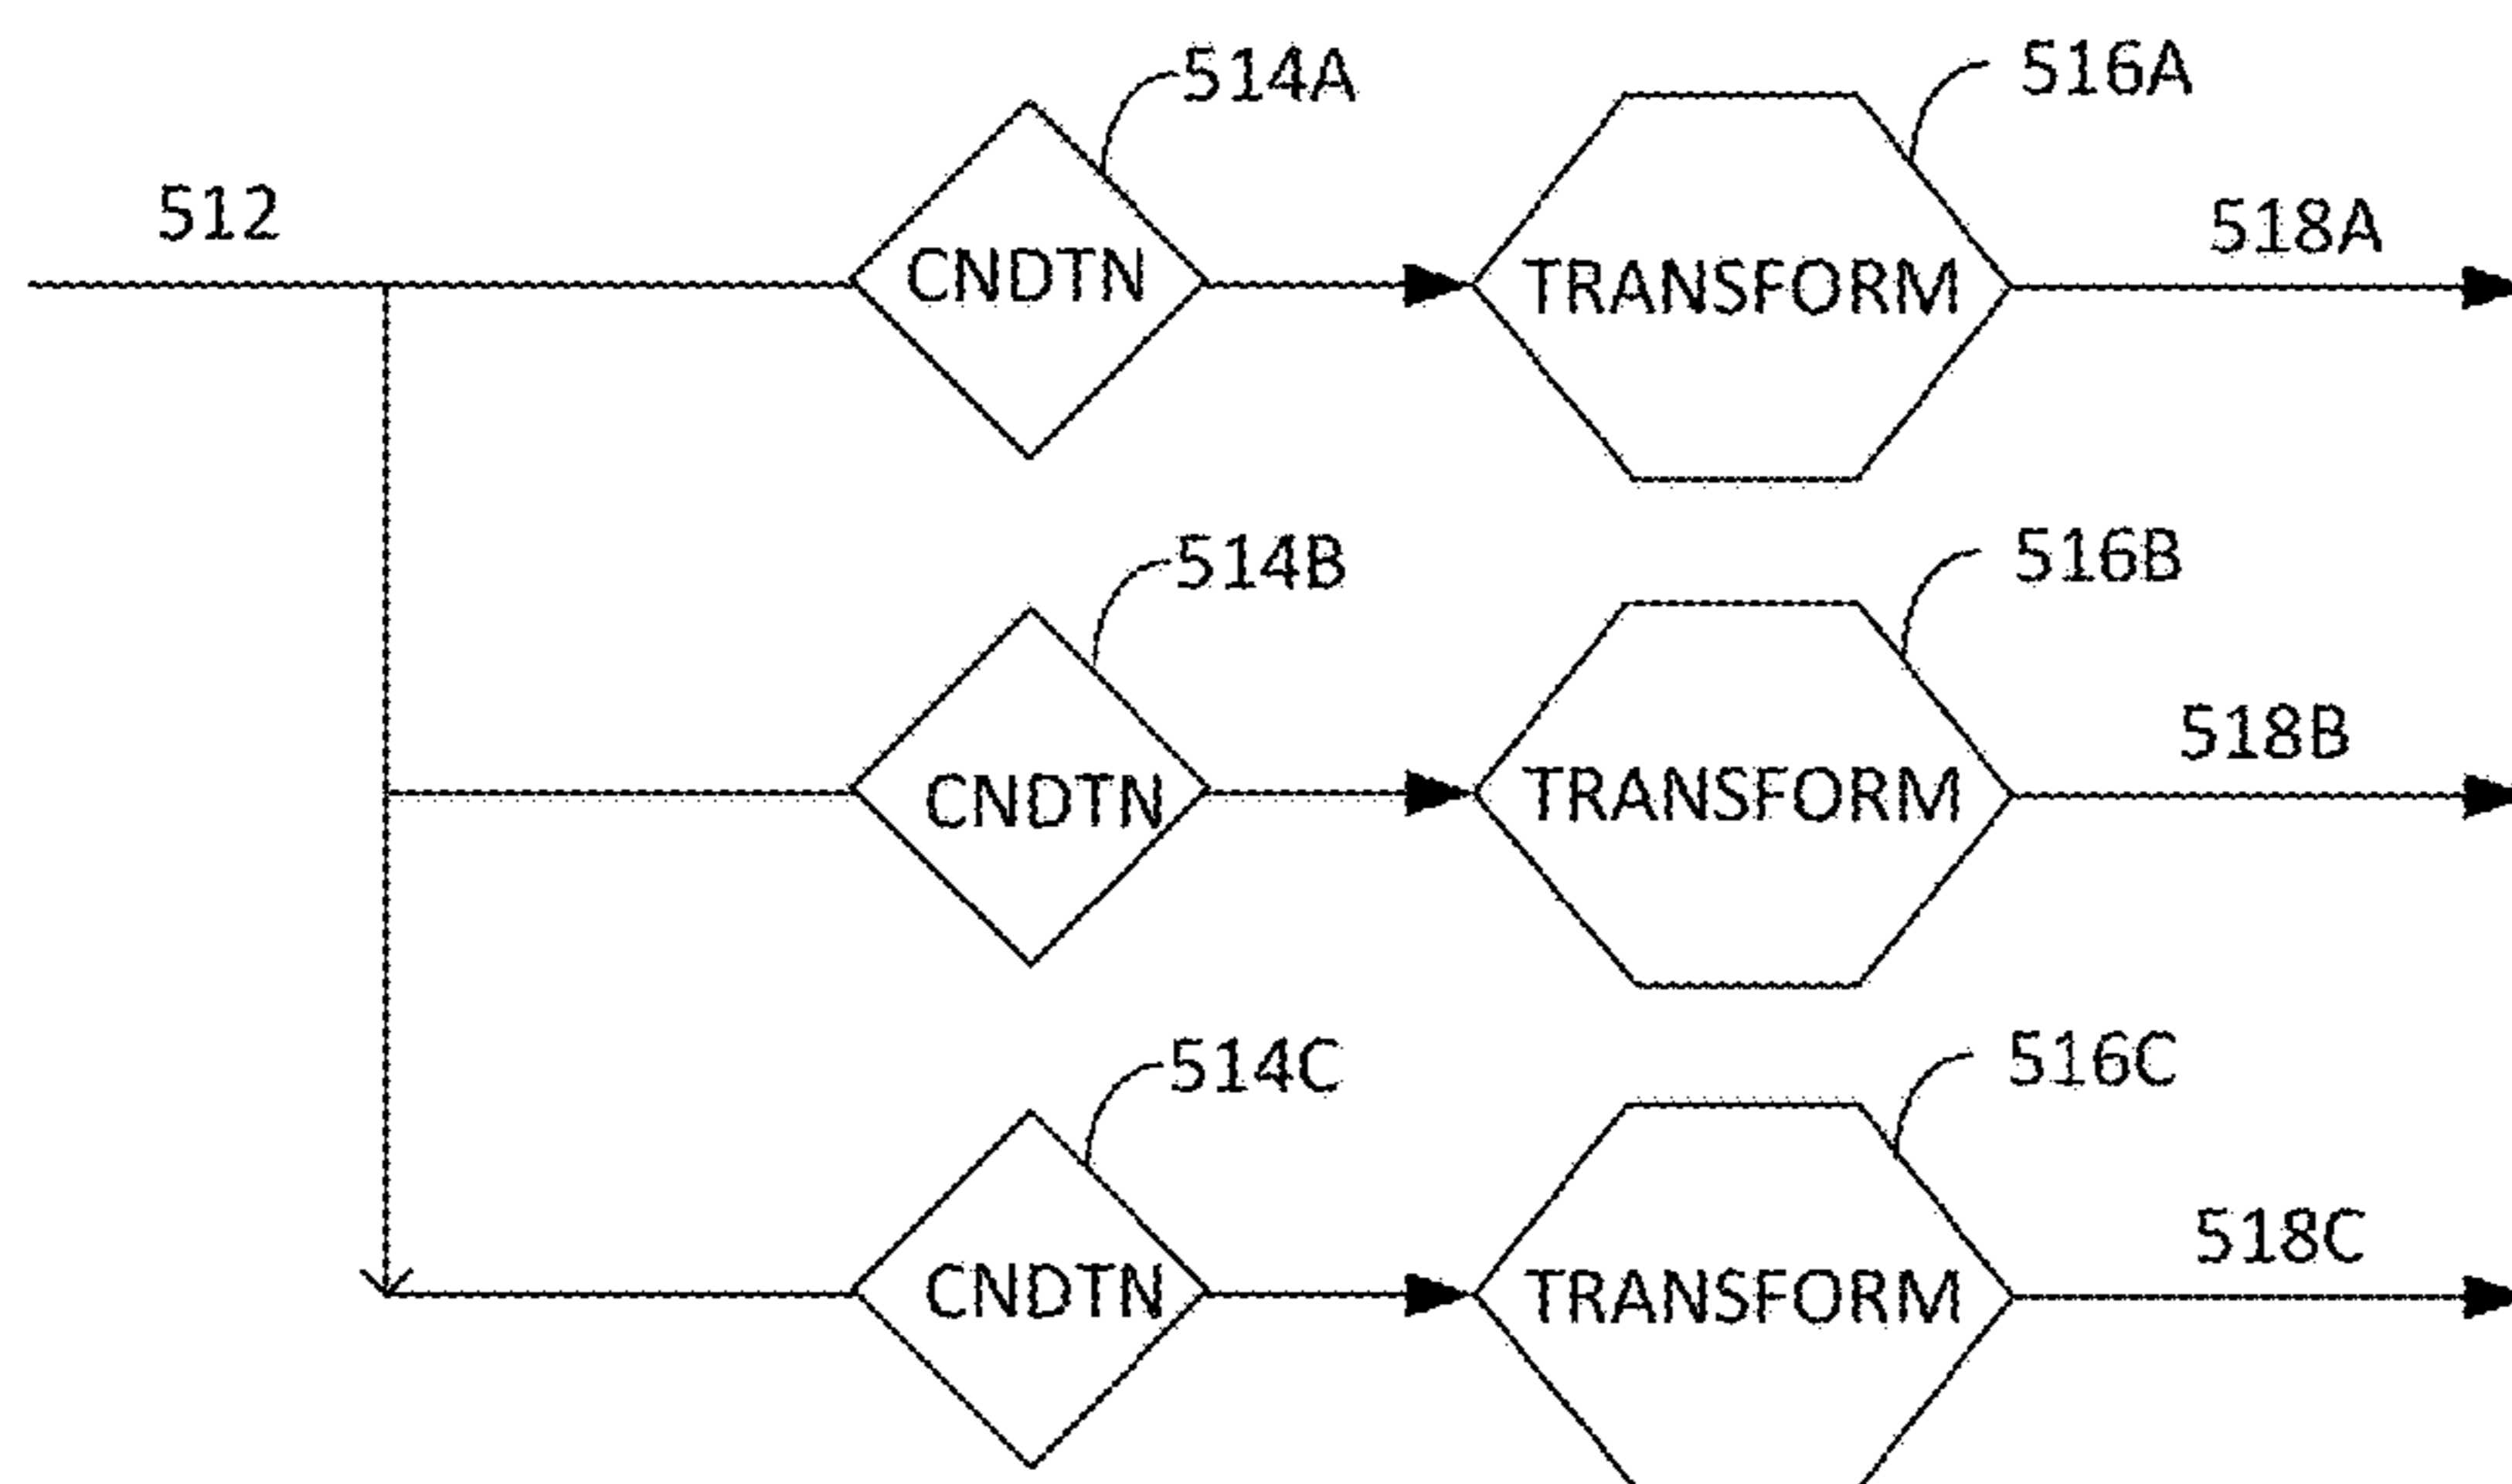 514A
516A
512
518A
CNDTN
TRANSFORM
514B
516B
518B
CNDTN
TRANSFORM
514C
516C
518C
CNDTN
TRANSFORM